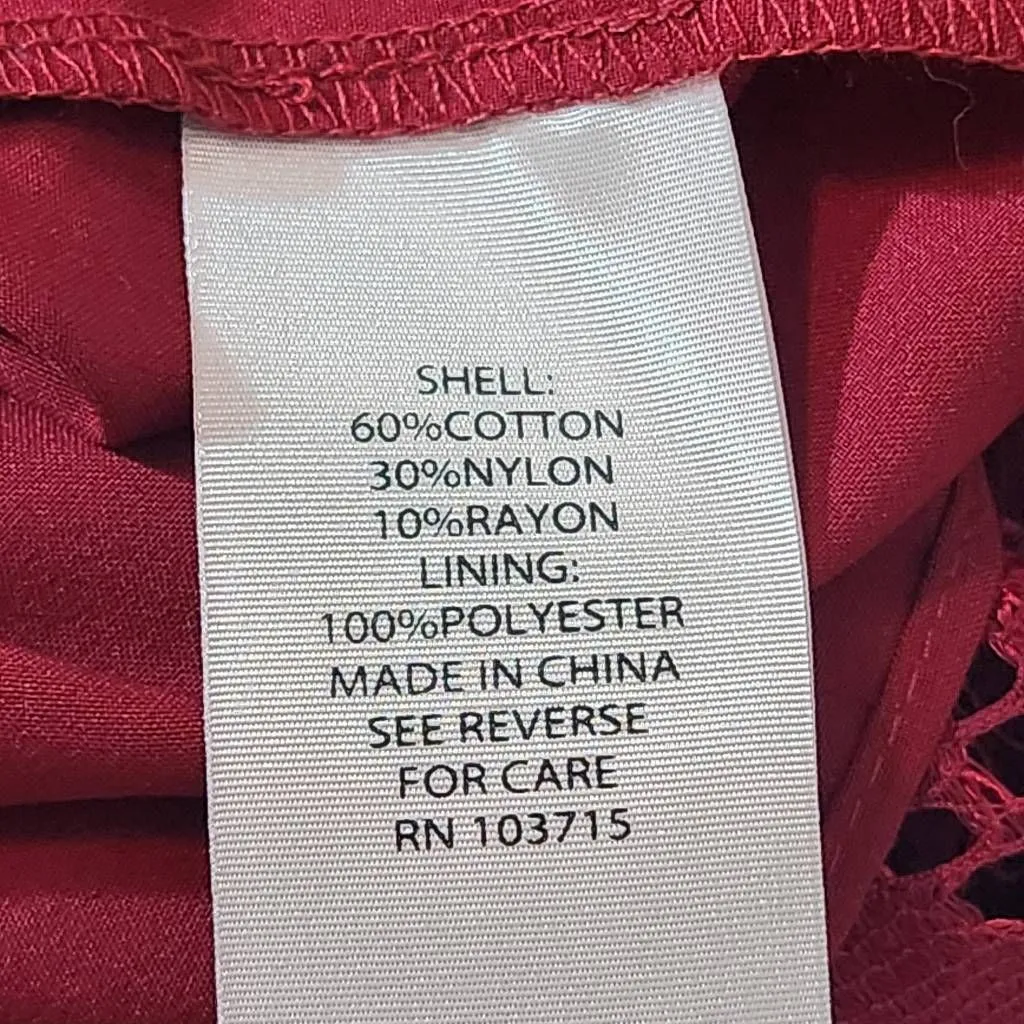 SHELL:
60%COTTON
30%NYLON
10%RAYON
LINING:
100%POLYESTER
MADE IN CHINA
SEE REVERSE
FOR CARE
RN 103715